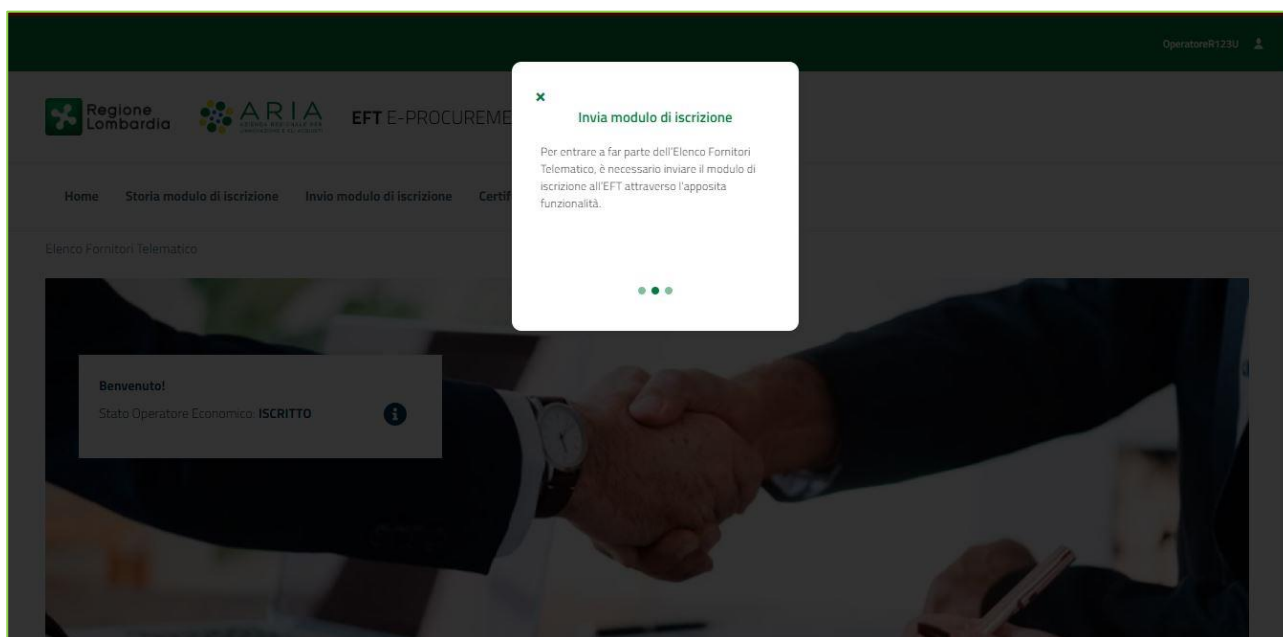 OperatoreR123U
Regione
Lombardia
ARIA
EFT E-PROCUREME
Home
Storia modulo di iscrizione
Invio modulo di iscrizione
Certif
Elenco Fornitori Telematico
Invia modulo di iscrizione
Per entrare a far parte dell'Elenco Fornitori
Telematico, è necessario inviare il modulo di
iscrizione all'EFT attraverso l'apposita
funzionalità.
Benvenuto!
Stato Operatore Economico: ISCRITTO